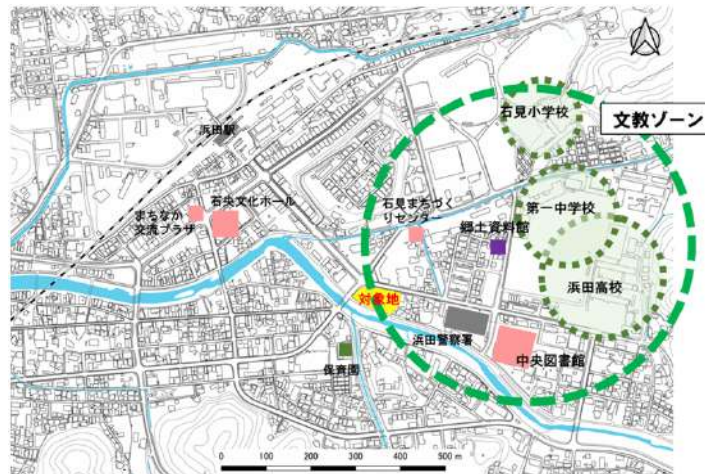 石見小学校
文教ゾーン
浜田駅
石央文化ホール
まちなか
交流プラザ
石見まちづく
りセンター
郷土資料館
第一中学校
浜田高校
対象地
浜田警察署
中央図書館
保育園
0 100 200 300 400 500 m